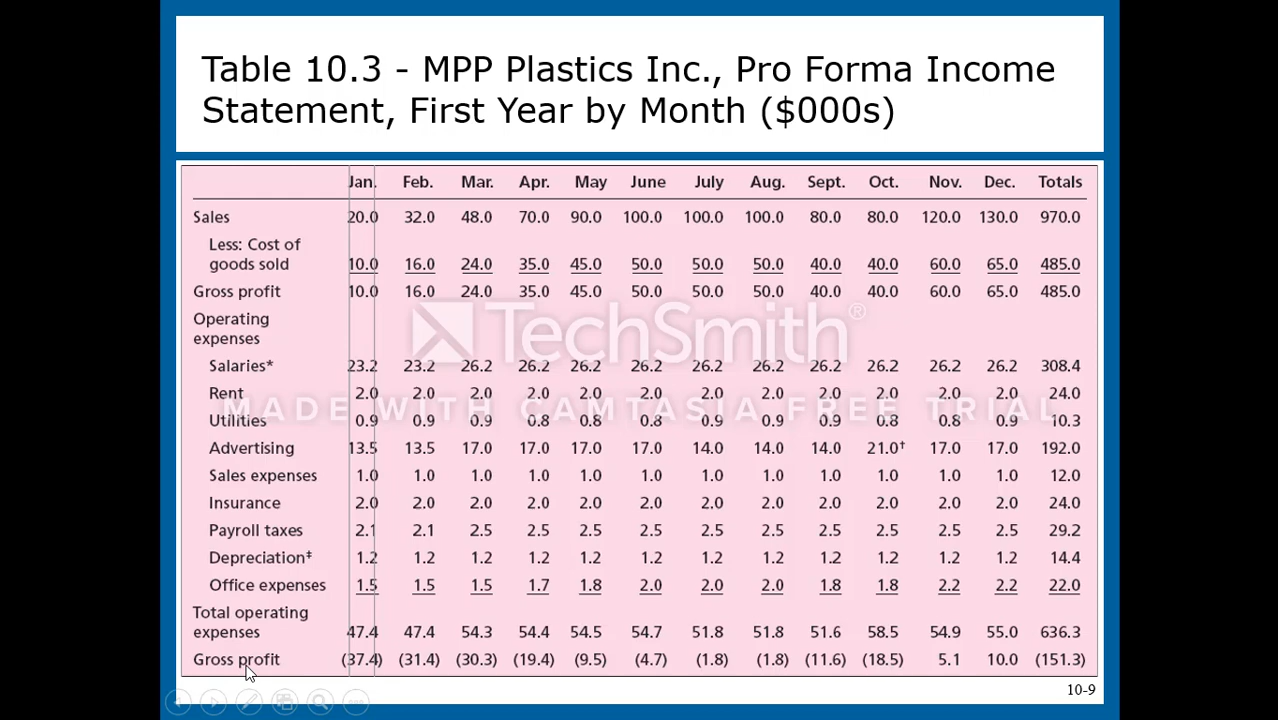 Table 10.3 - MPP Plastics Inc., Pro Forma Income
Statement, First Year by Month ($000s)
Jan. Feb. Mar. Apr. May June July Aug. Sept. Oct. Nov. Dec. Totals
Sales 20.0 32.0 48.0 70.0 90.0 100.0 100.0 100.0 80.0 80.0 120.0 130.0 970.0
Less: Cost of
goods sold 10.0 16.0 24.0 35.0 45.0 50.0 50.0 50.0 40.0 40.0 60.0 65.0 485.0
Gross profit 10.0 16.0 24.0 35.0 45.0 50.0 50.0 50.0 40.0 40.0 60.0 65.0 485.0
Operating
expenses
TechSmith®
Salaries* 23.2 23.2 26.2 26.2 26.2 26.2 26.2 26.2 26.2 26.2 26.2 26.2 308.4
Rent 2.0 2.0 2.0 2.0 2.0 2.0 2.0 2.0 2.0 2.0 2.0 2.0 24.0
MADE WITH CAMTASIA FREE TRIAL
Utilities 0.9 0.9 0.9 0.8 0.8 0.8 0.9 0.9 0.9 0.8 0.8 0.9 10.3
Advertising 13.5 13.5 17.0 17.0 17.0 17.0 14.0 14.0 14.0 21.0† 17.0 17.0 192.0
Sales expenses 1.0 1.0 1.0 1.0 1.0 1.0 1.0 1.0 1.0 1.0 1.0 1.0 12.0
Insurance 2.0 2.0 2.0 2.0 2.0 2.0 2.0 2.0 2.0 2.0 2.0 2.0 24.0
Payroll taxes 2.1 2.1 2.5 2.5 2.5 2.5 2.5 2.5 2.5 2.5 2.5 2.5 29.2
Depreciation‡ 1.2 1.2 1.2 1.2 1.2 1.2 1.2 1.2 1.2 1.2 1.2 1.2 14.4
Office expenses 1.5 1.5 1.5 1.7 1.8 2.0 2.0 2.0 1.8 1.8 2.2 2.2 22.0
Total operating
expenses 47.4 47.4 54.3 54.4 54.5 54.7 51.8 51.8 51.6 58.5 54.9 55.0 636.3
Gross profit (37.4) (31.4) (30.3) (19.4) (9.5) (4.7) (1.8) (1.8) (11.6) (18.5) 5.1 10.0 (151.3)
10-9